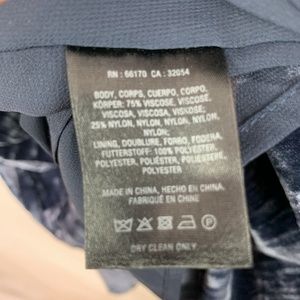 RN : 66170 CA : 32054
BODY, CORPS, CUERPO, CORPO,
KÖRPER: 75% VISCOSE, VISCOSE,
VISCOSA, VISCOSA, VISKOSE;
25% NYLON, NYLON, NYLON, NYLON,
NYLON;
LINING, DOUBLURE, FORRO, FODERA,
FUTTERSTOFF: 100% POLYESTER,
POLYESTER, POLIÉSTER, POLIESTERE,
POLYESTER
MADE IN CHINA, HECHO EN CHINA,
FABRIQUÉ EN CHINE
DRY CLEAN ONLY